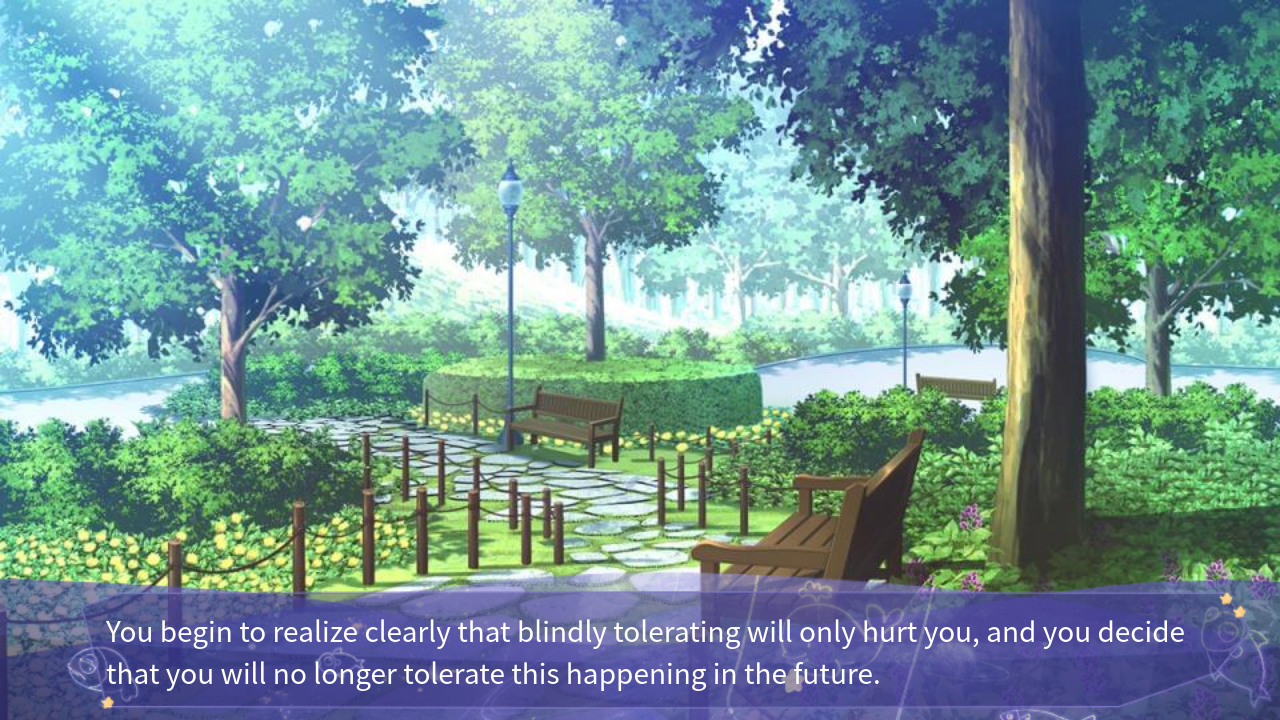 You begin to realize clearly that blindly tolerating will only hurt you, and you decide
that you will no longer tolerate this happening in the future.